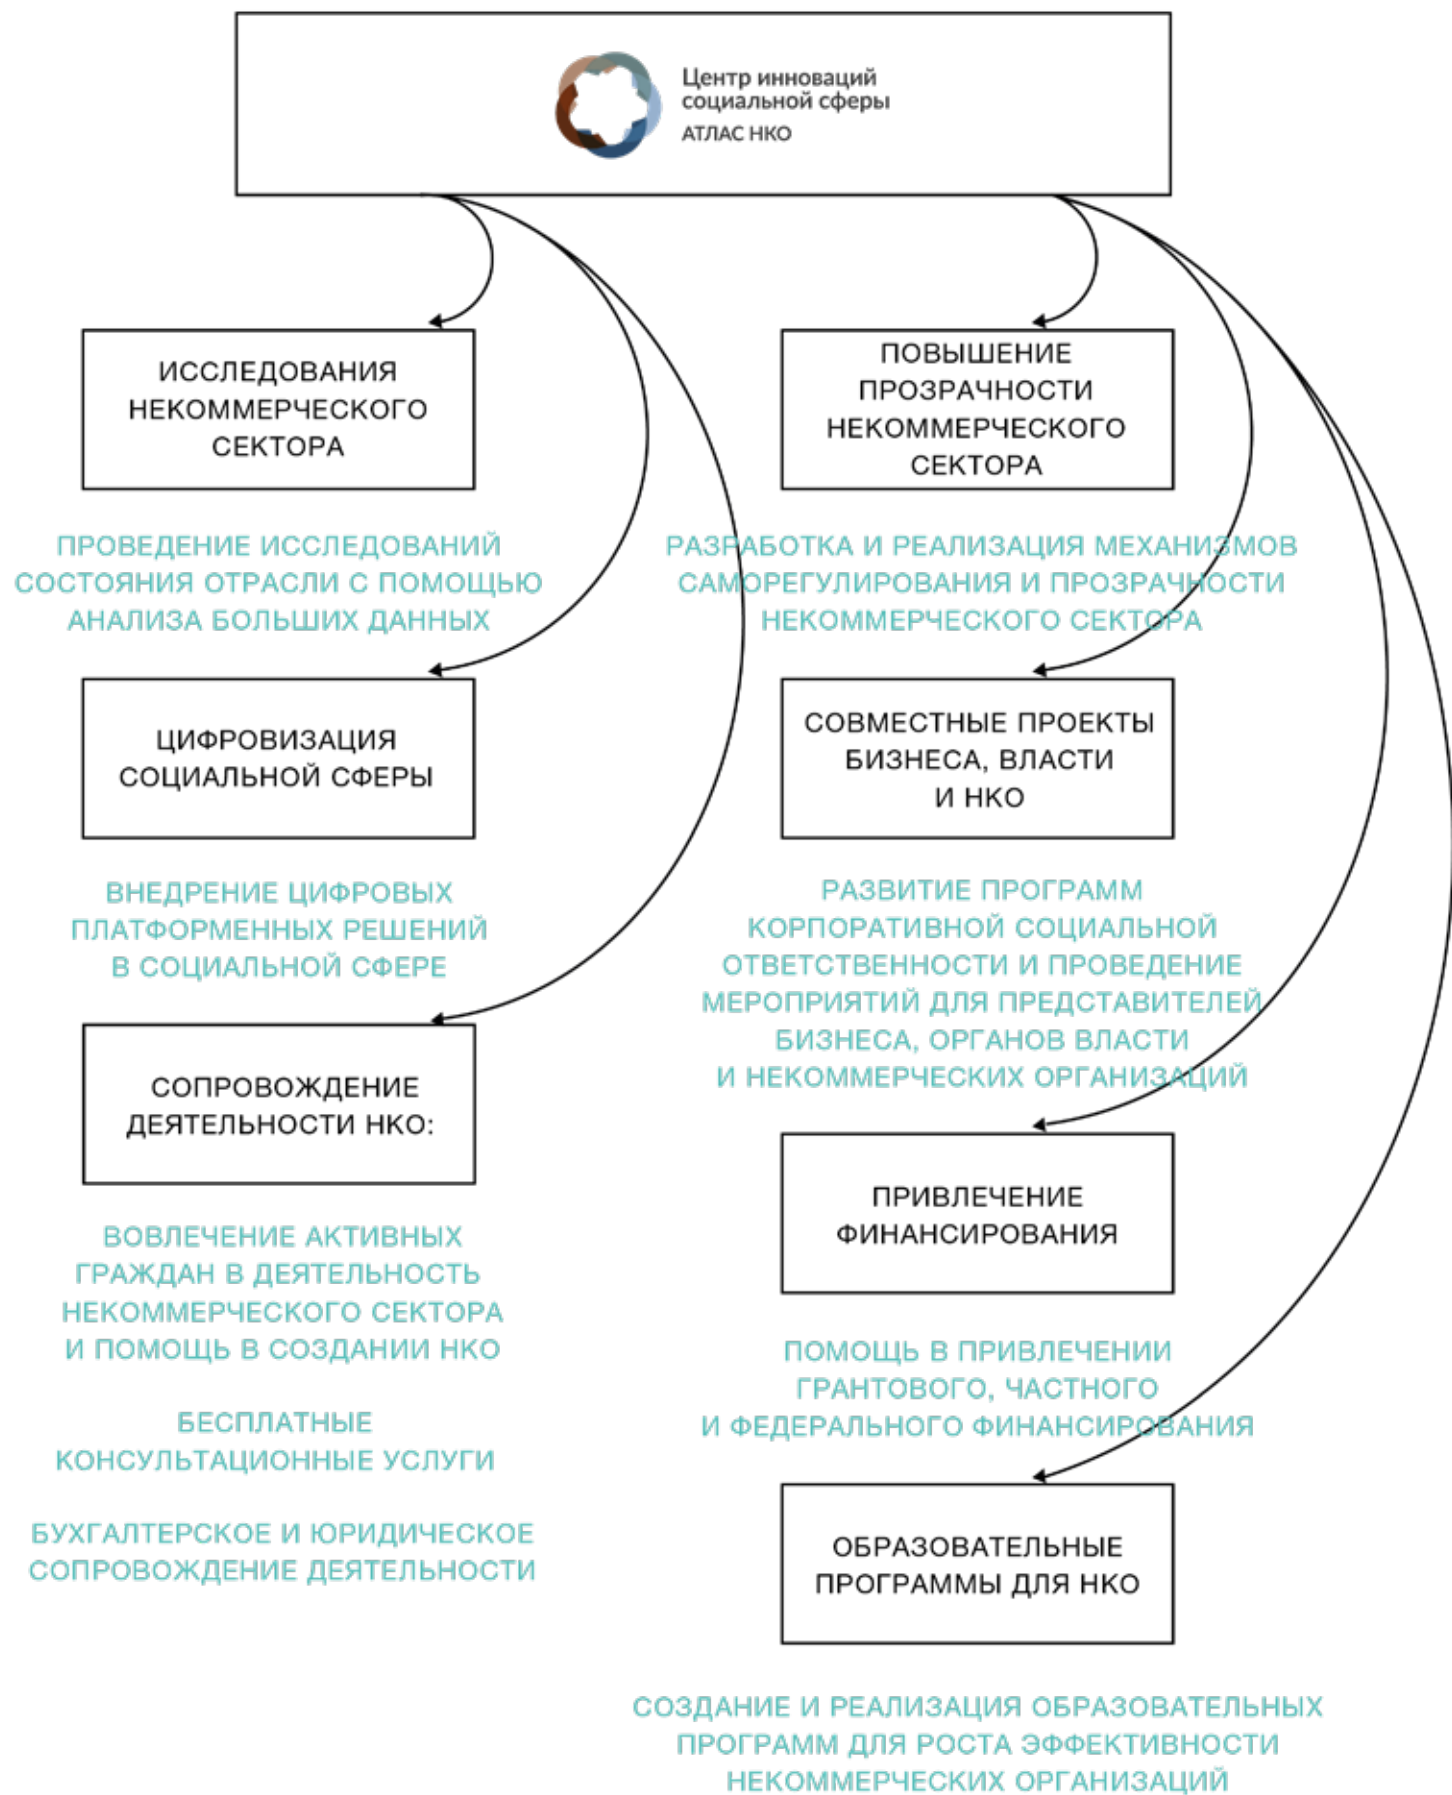 Центр инноваций
социальной сферы
АТЛАС НКО
ИССЛЕДОВАНИЯ
НЕКОММЕРЧЕСКОГО
СЕКТОРА
ПРОВЕДЕНИЕ ИССЛЕДОВАНИЙ
СОСТОЯНИЯ ОТРАСЛИ С ПОМОЩЬЮ
АНАЛИЗА БОЛЬШИХ ДАННЫХ
ЦИФРОВИЗАЦИЯ
СОЦИАЛЬНОЙ СФЕРЫ
ВНЕДРЕНИЕ ЦИФРОВЫХ
ПЛАТФОРМЕННЫХ РЕШЕНИЙ
В СОЦИАЛЬНОЙ СФЕРЕ
СОПРОВОЖДЕНИЕ
ДЕЯТЕЛЬНОСТИ НКО:
ВОВЛЕЧЕНИЕ АКТИВНЫХ
ГРАЖДАН В ДЕЯТЕЛЬНОСТЬ
НЕКОММЕРЧЕСКОГО СЕКТОРА
И ПОМОЩЬ В СОЗДАНИИ НКО
БЕСПЛАТНЫЕ
КОНСУЛЬТАЦИОННЫЕ УСЛУГИ
БУХГАЛТЕРСКОЕ И ЮРИДИЧЕСКОЕ
СОПРОВОЖДЕНИЕ ДЕЯТЕЛЬНОСТИ
ПОВЫШЕНИЕ
ПРОЗРАЧНОСТИ
НЕКОММЕРЧЕСКОГО
СЕКТОРА
РАЗРАБОТКА И РЕАЛИЗАЦИЯ МЕХАНИЗМОВ
САМОРЕГУЛИРОВАНИЯ И ПРОЗРАЧНОСТИ
НЕКОММЕРЧЕСКОГО СЕКТОРА
СОВМЕСТНЫЕ ПРОЕКТЫ
БИЗНЕСА, ВЛАСТИ
И НКО
РАЗВИТИЕ ПРОГРАММ
КОРПОРАТИВНОЙ СОЦИАЛЬНОЙ
ОТВЕТСТВЕННОСТИ И ПРОВЕДЕНИЕ
МЕРОПРИЯТИЙ ДЛЯ ПРЕДСТАВИТЕЛЕЙ
БИЗНЕСА, ОРГАНОВ ВЛАСТИ
И НЕКОММЕРЧЕСКИХ ОРГАНИЗАЦИЙ
ПРИВЛЕЧЕНИЕ
ФИНАНСИРОВАНИЯ
ПОМОЩЬ В ПРИВЛЕЧЕНИИ
ГРАНТОВОГО, ЧАСТНОГО
И ФЕДЕРАЛЬНОГО ФИНАНСИРОВАНИЯ
ОБРАЗОВАТЕЛЬНЫЕ
ПРОГРАММЫ ДЛЯ НКО
СОЗДАНИЕ И РЕАЛИЗАЦИЯ ОБРАЗОВАТЕЛЬНЫХ
ПРОГРАММ ДЛЯ РОСТА ЭФФЕКТИВНОСТИ
НЕКОММЕРЧЕСКИХ ОРГАНИЗАЦИЙ